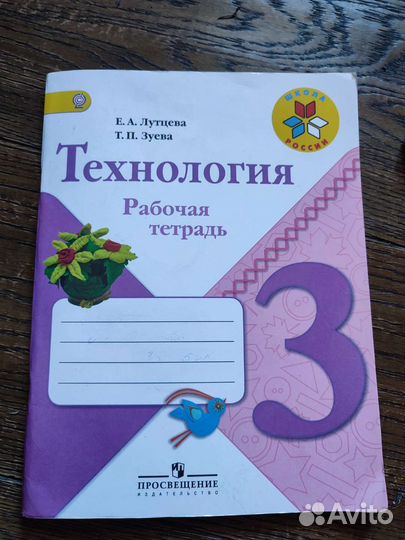 Е. А. Лутцева
Т. П. Зуева
ШКОЛА
РОССИИ
Технология
Рабочая
тетрадь
3
ПРОСВЕЩЕНИЕ
ИЗДАТЕЛЬСТВО
Avito